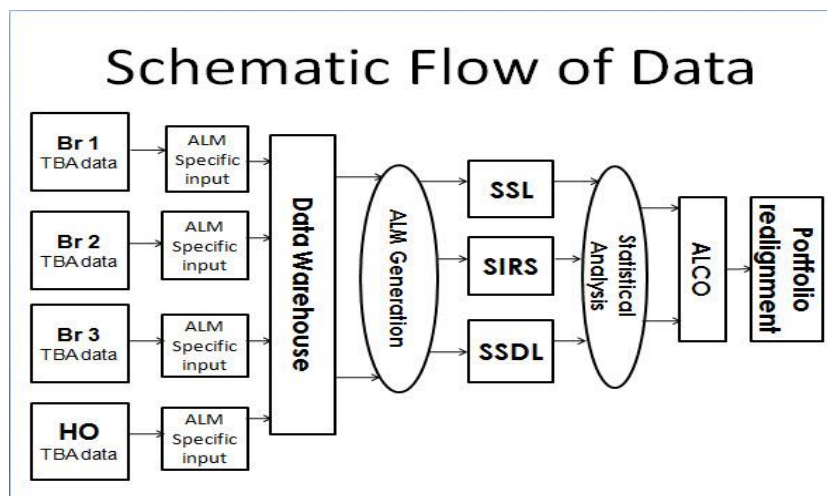 Schematic Flow of Data
Br 1
TBA data
ALM
Specific
input
Br 2
TBA data
ALM
Specific
input
Br 3
TBA data
ALM
Specific
input
HO
TBA data
ALM
Specific
input
Data Warehouse
ALM Generation
SSL
SIRS
SSDL
Statistical
Analysis
ALCO
Portfolio
realignment